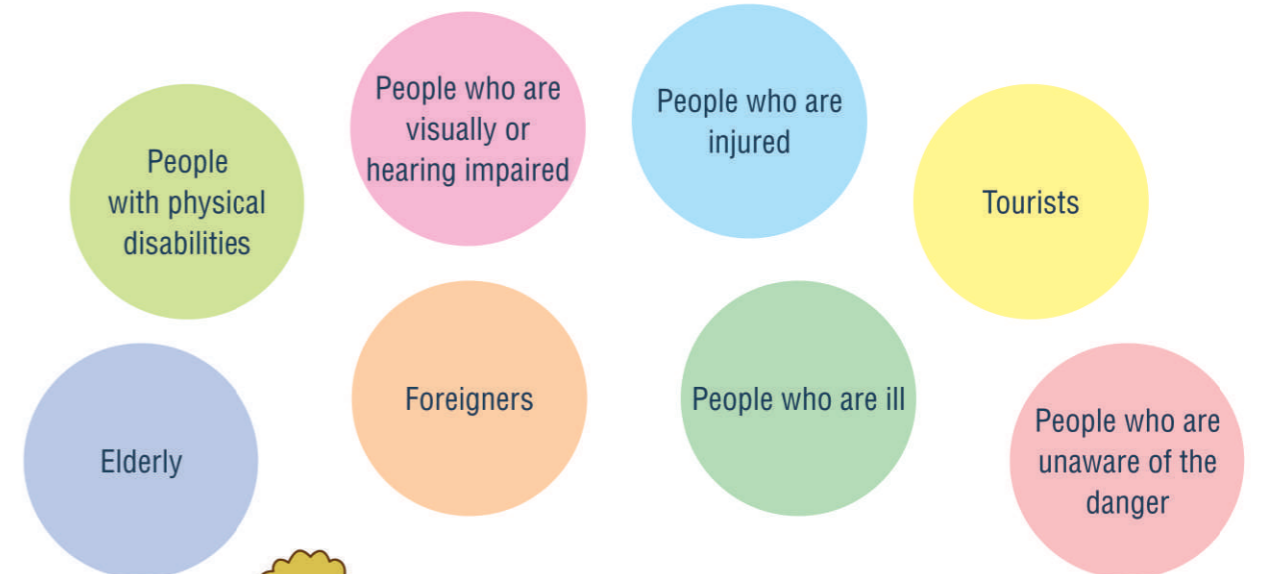 People
with physical
disabilities
People who are
visually or
hearing impaired
People who are
injured
Tourists
Elderly
Foreigners
People who are ill
People who are
unaware of the
danger